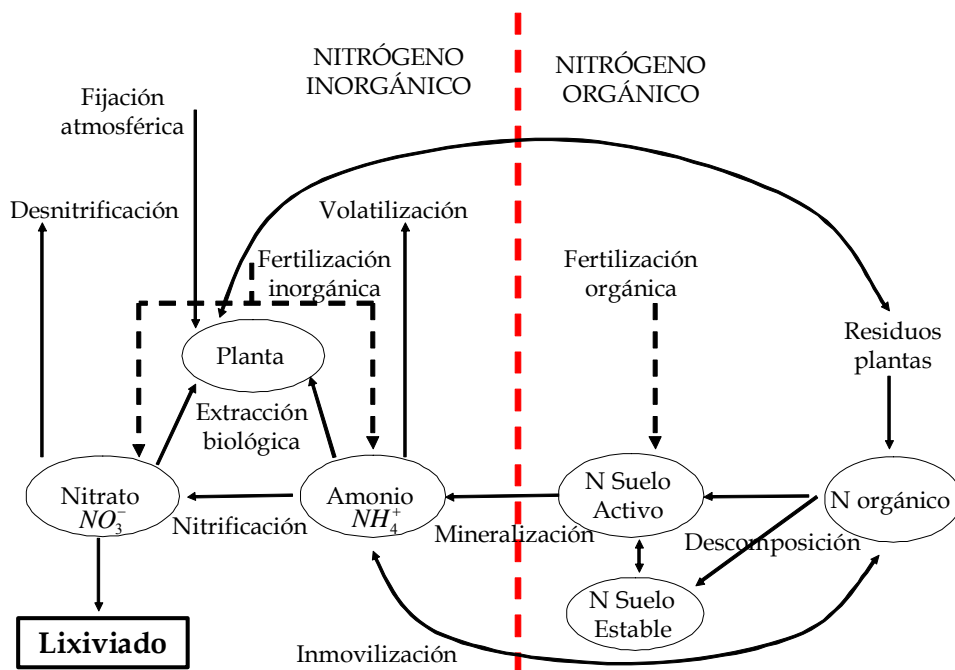 NITRÓGENO
INORGÁNICO
NITRÓGENO
ORGÁNICO
Fijación
atmosférica
Desnitrificación
Volatilización
Fertilización
inorgánica
Fertilización
orgánica
Planta
Residuos
plantas
Extracción
biológica
Nitrato
NO₃⁻
Nitrificación
Amonio
NH₄⁺
Mineralización
N Suelo
Activo
Descomposición
N orgánico
N Suelo
Estable
Lixiviado
Inmovilización